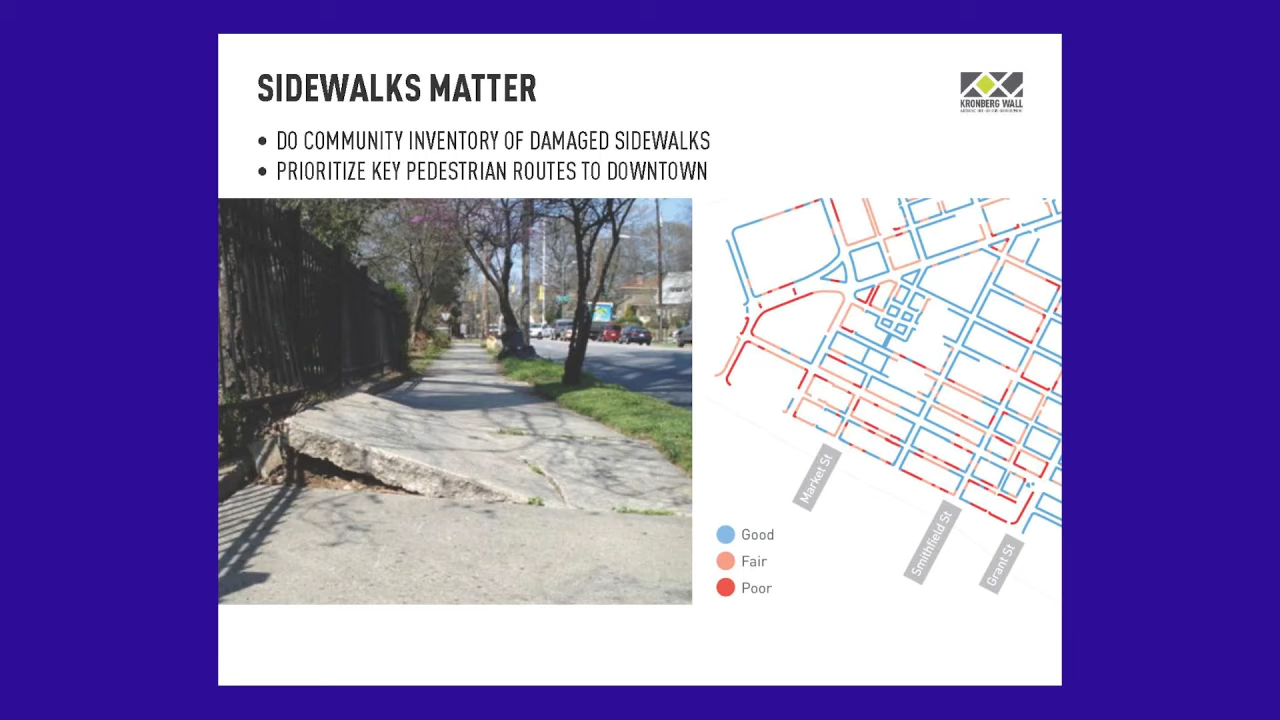 SIDEWALKS MATTER
KRONBERG WALL
• DO COMMUNITY INVENTORY OF DAMAGED SIDEWALKS
• PRIORITIZE KEY PEDESTRIAN ROUTES TO DOWNTOWN
Market St
Smithfield St
Grant St
Good
Fair
Poor